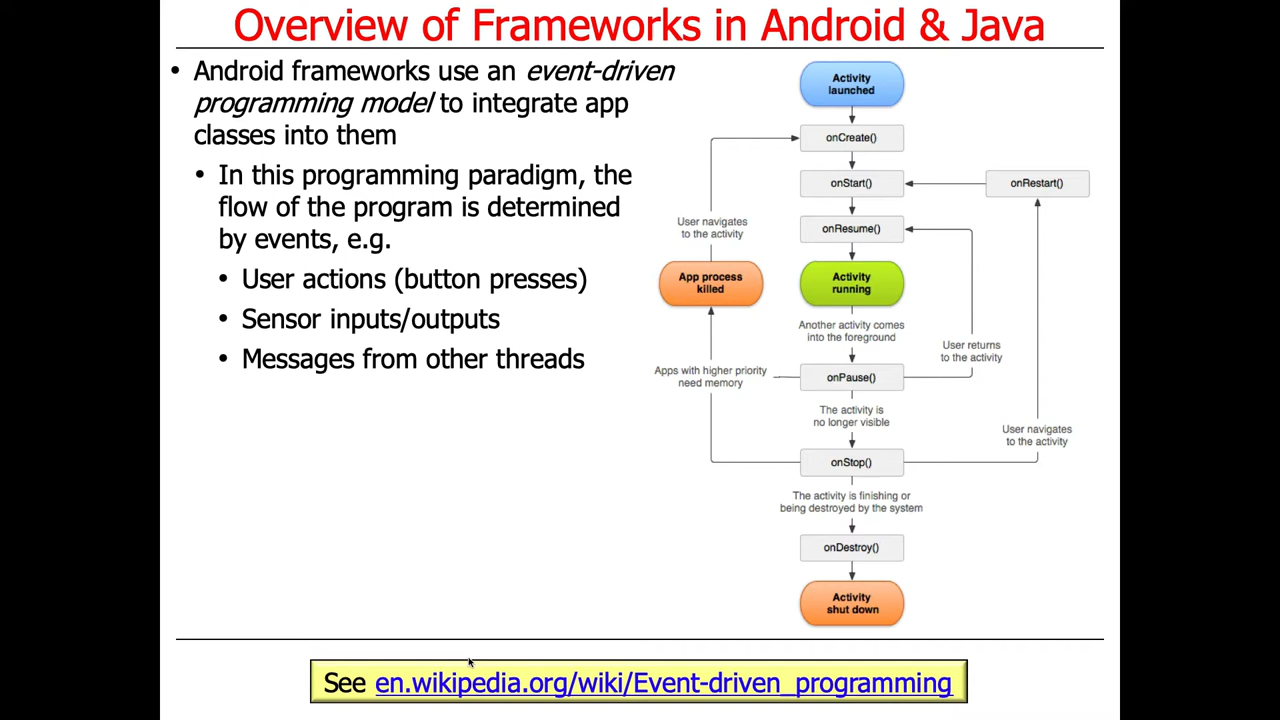 Overview of Frameworks in Android & Java
• Android frameworks use an event-driven
programming model to integrate app
classes into them
• In this programming paradigm, the
flow of the program is determined
by events, e.g.
• User actions (button presses)
• Sensor inputs/outputs
• Messages from other threads
Activity
launched
onCreate()
onStart()
onRestart()
onResume()
User navigates
to the activity
App process
killed
Activity
running
Another activity comes
into the foreground
User returns
to the activity
Apps with higher priority
need memory
onPause()
The activity is
no longer visible
User navigates
to the activity
onStop()
The activity is finishing or
being destroyed by the system
onDestroy()
Activity
shut down
See en.wikipedia.org/wiki/Event-driven_programming